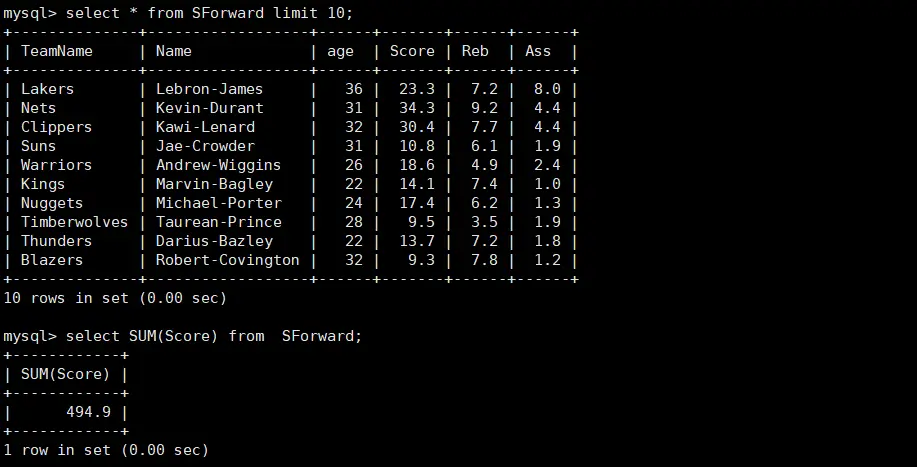 mysql> select * from SForward limit 10;
+--------------+------------------+------+-------+------+------+
| TeamName     | Name             | age  | Score | Reb  | Ass  |
+--------------+------------------+------+-------+------+------+
| Lakers       | Lebron-James     |   36 |  23.3 |  7.2 |  8.0 |
| Nets         | Kevin-Durant     |   31 |  34.3 |  9.2 |  4.4 |
| Clippers     | Kawi-Lenard      |   32 |  30.4 |  7.7 |  4.4 |
| Suns         | Jae-Crowder      |   31 |  10.8 |  6.1 |  1.9 |
| Warriors     | Andrew-Wiggins   |   26 |  18.6 |  4.9 |  2.4 |
| Kings        | Marvin-Bagley    |   22 |  14.1 |  7.4 |  1.0 |
| Nuggets      | Michael-Porter   |   24 |  17.4 |  6.2 |  1.3 |
| Timberwolves | Taurean-Prince   |   28 |   9.5 |  3.5 |  1.9 |
| Thunders     | Darius-Bazley    |   22 |  13.7 |  7.2 |  1.8 |
| Blazers      | Robert-Covington |   32 |   9.3 |  7.8 |  1.2 |
+--------------+------------------+------+-------+------+------+
10 rows in set (0.00 sec)

mysql> select SUM(Score) from  SForward;
+------------+
| SUM(Score) |
+------------+
|      494.9 |
+------------+
1 row in set (0.00 sec)